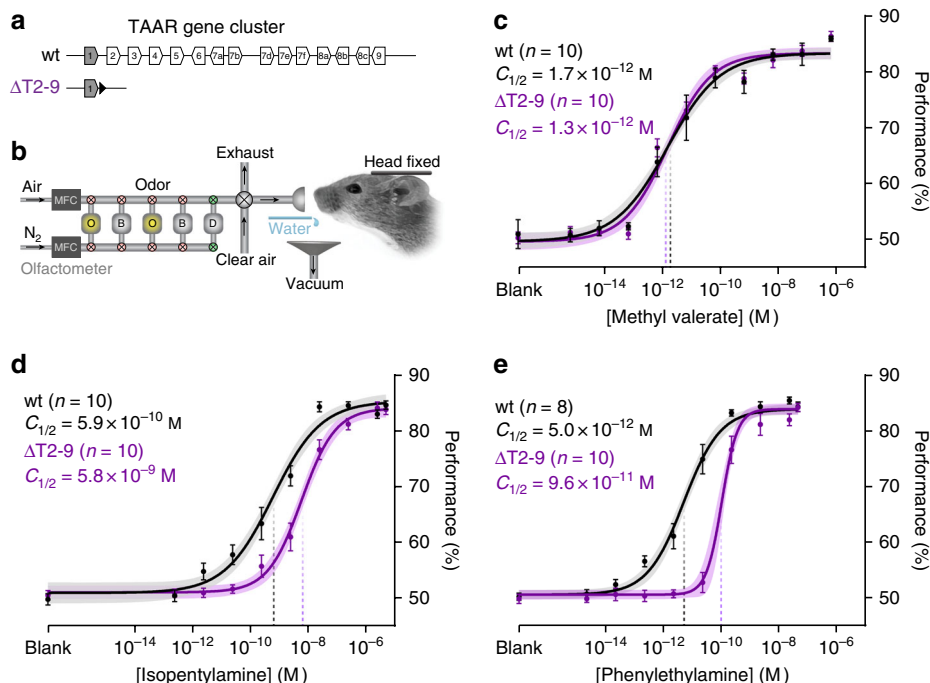 a
TAAR gene cluster
wt
1 2 3 4 5 6 7a 7b 7d 7e 7f 8a 8b 8c 9
ΔT2-9
1
b
Exhaust
Head fixed
Air
MFC
Odor
O B O B D
Water
N₂
MFC
Olfactometer
Clear air
Vacuum
c
wt (n = 10)
C₁/₂ = 1.7 × 10⁻¹² M
ΔT2-9 (n = 10)
C₁/₂ = 1.3 × 10⁻¹² M
90
80
70
60
50
Performance (%)
Blank 10⁻¹⁴ 10⁻¹² 10⁻¹⁰ 10⁻⁸ 10⁻⁶
[Methyl valerate] (M)
d
wt (n = 10)
C₁/₂ = 5.9 × 10⁻¹⁰ M
ΔT2-9 (n = 10)
C₁/₂ = 5.8 × 10⁻⁹ M
90
80
70
60
50
Performance (%)
Blank 10⁻¹⁴ 10⁻¹² 10⁻¹⁰ 10⁻⁸ 10⁻⁶
[Isopentylamine] (M)
e
wt (n = 8)
C₁/₂ = 5.0 × 10⁻¹² M
ΔT2-9 (n = 10)
C₁/₂ = 9.6 × 10⁻¹¹ M
90
80
70
60
50
Performance (%)
Blank 10⁻¹⁴ 10⁻¹² 10⁻¹⁰ 10⁻⁸ 10⁻⁶
[Phenylethylamine] (M)